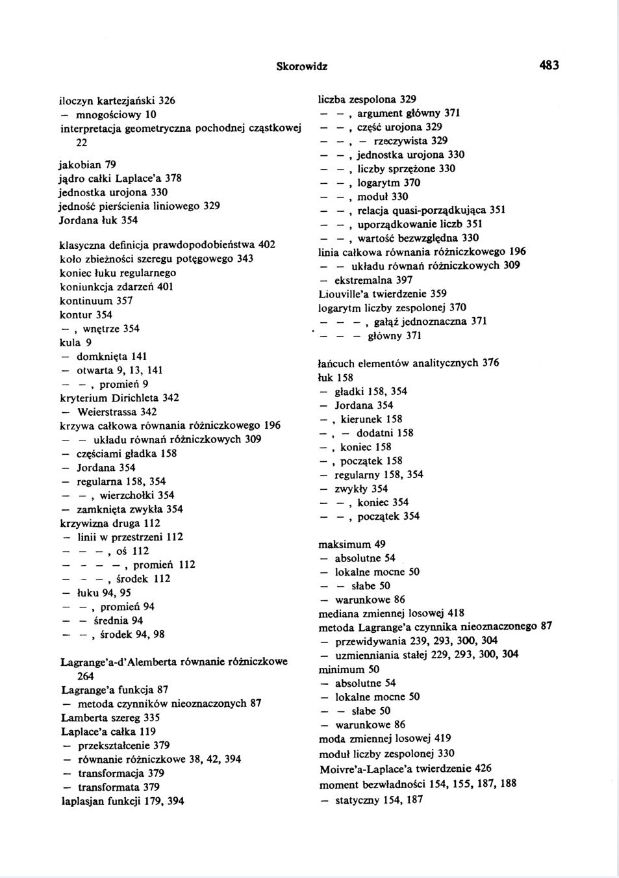 Skorowidz
483
iloczyn kartezjański 326
— mnogościowy 10
interpretacja geometryczna pochodnej cząstkowej
22
jakobian 79
jądro całki Laplace'a 378
jednostka urojona 330
jedność pierścienia liniowego 329
Jordana łuk 354
klasyczna definicja prawdopodobieństwa 402
koło zbieżności szeregu potęgowego 343
koniec łuku regularnego
koniunkcja zdarzeń 401
kontinuum 357
kontur 354
— , wnętrze 354
kula 9
— domknięta 141
— otwarta 9, 13, 141
— — , promień 9
kryterium Dirichleta 342
— Weierstrassa 342
krzywa całkowa równania różniczkowego 196
— — układu równań różniczkowych 309
— częściami gładka 158
— Jordana 354
— regularna 158, 354
— — , wierzchołki 354
— zamknięta zwykła 354
krzywizna druga 112
— linii w przestrzeni 112
— — — , oś 112
— — — — , promień 112
— — — , środek 112
— łuku 94, 95
— — , promień 94
— — średnia 94
— — , środek 94, 98
Lagrange'a-d'Alemberta równanie różniczkowe
264
Lagrange'a funkcja 87
— metoda czynników nieoznaczonych 87
Lamberta szereg 335
Laplace'a całka 119
— przekształcenie 379
— równanie różniczkowe 38, 42, 394
— transformacja 379
— transformata 379
laplasjan funkcji 179, 394
liczba zespolona 329
— — , argument główny 371
— — , część urojona 329
— — , — rzeczywista 329
— — , jednostka urojona 330
— — , liczby sprzężone 330
— — , logarytm 370
— — , moduł 330
— — , relacja quasi-porządkująca 351
— — , uporządkowanie liczb 351
— — , wartość bezwzględna 330
linia całkowa równania różniczkowego 196
— — układu równań różniczkowych 309
— ekstremalna 397
Liouville'a twierdzenie 359
logarytm liczby zespolonej 370
— — — , gałąź jednoznaczna 371
— — — główny 371
łańcuch elementów analitycznych 376
łuk 158
— gładki 158, 354
— Jordana 354
— , kierunek 158
— , — dodatni 158
— , koniec 158
— , początek 158
— regularny 158, 354
— zwykły 354
— — , koniec 354
— — , początek 354
maksimum 49
— absolutne 54
— lokalne mocne 50
— — słabe 50
— warunkowe 86
mediana zmiennej losowej 418
metoda Lagrange'a czynnika nieoznaczonego 87
— przewidywania 239, 293, 300, 304
— uzmienniania stałej 229, 293, 300, 304
minimum 50
— absolutne 54
— lokalne mocne 50
— — słabe 50
— warunkowe 86
moda zmiennej losowej 419
moduł liczby zespolonej 330
Moivre'a-Laplace'a twierdzenie 426
moment bezwładności 154, 155, 187, 188
— statyczny 154, 187